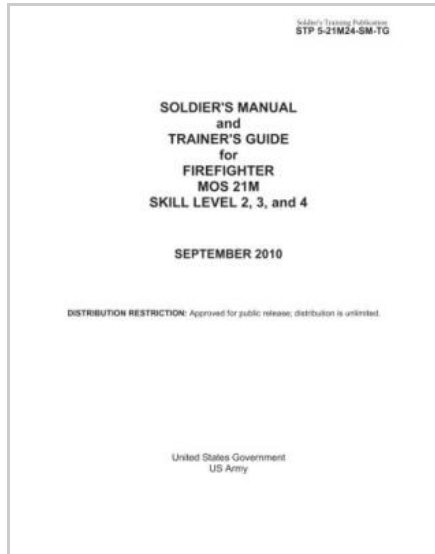 Soldier's Training Publication
STP 5-21M24-SM-TG
SOLDIER'S MANUAL
and
TRAINER'S GUIDE
for
FIREFIGHTER
MOS 21M
SKILL LEVEL 2, 3, and 4
SEPTEMBER 2010
DISTRIBUTION RESTRICTION: Approved for public release; distribution is unlimited.
United States Government
US Army